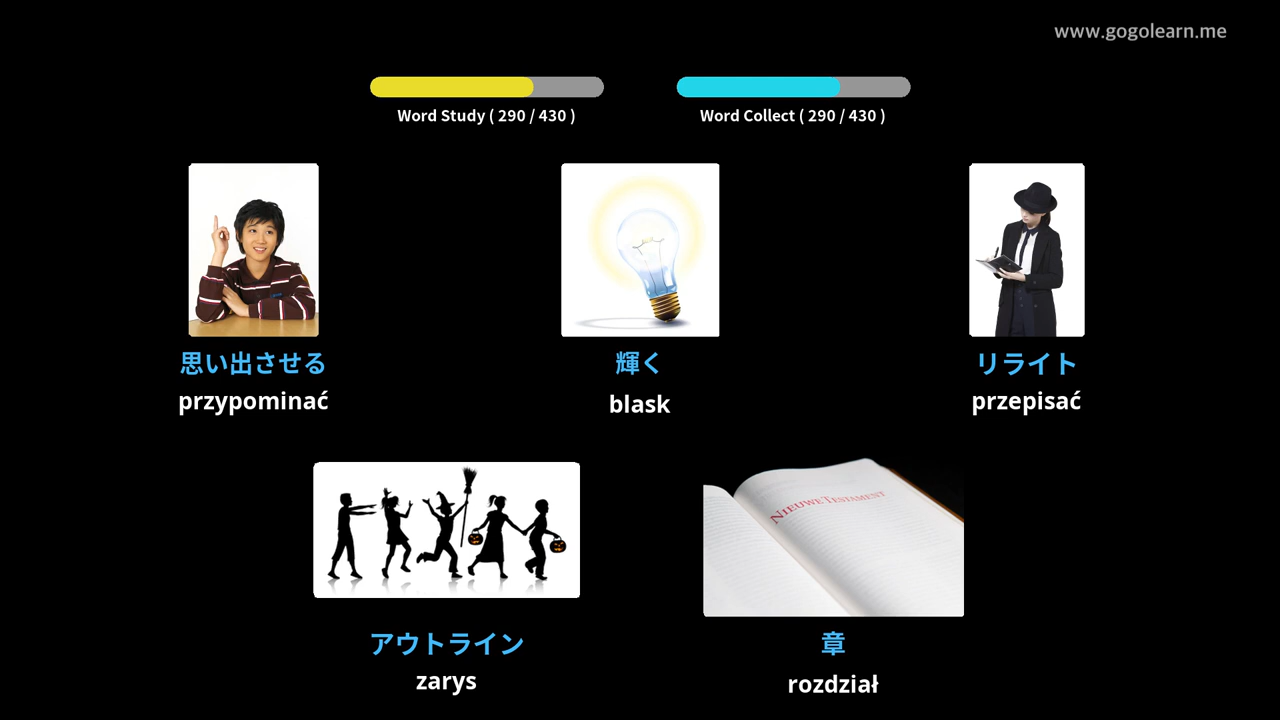 www.gogolearn.me
Word Study ( 290 / 430 )
Word Collect ( 290 / 430 )
思い出させる
przypominać
輝く
blask
リライト
przepisać
NIEUWE TESTAMENT
アウトライン
zarys
章
rozdział